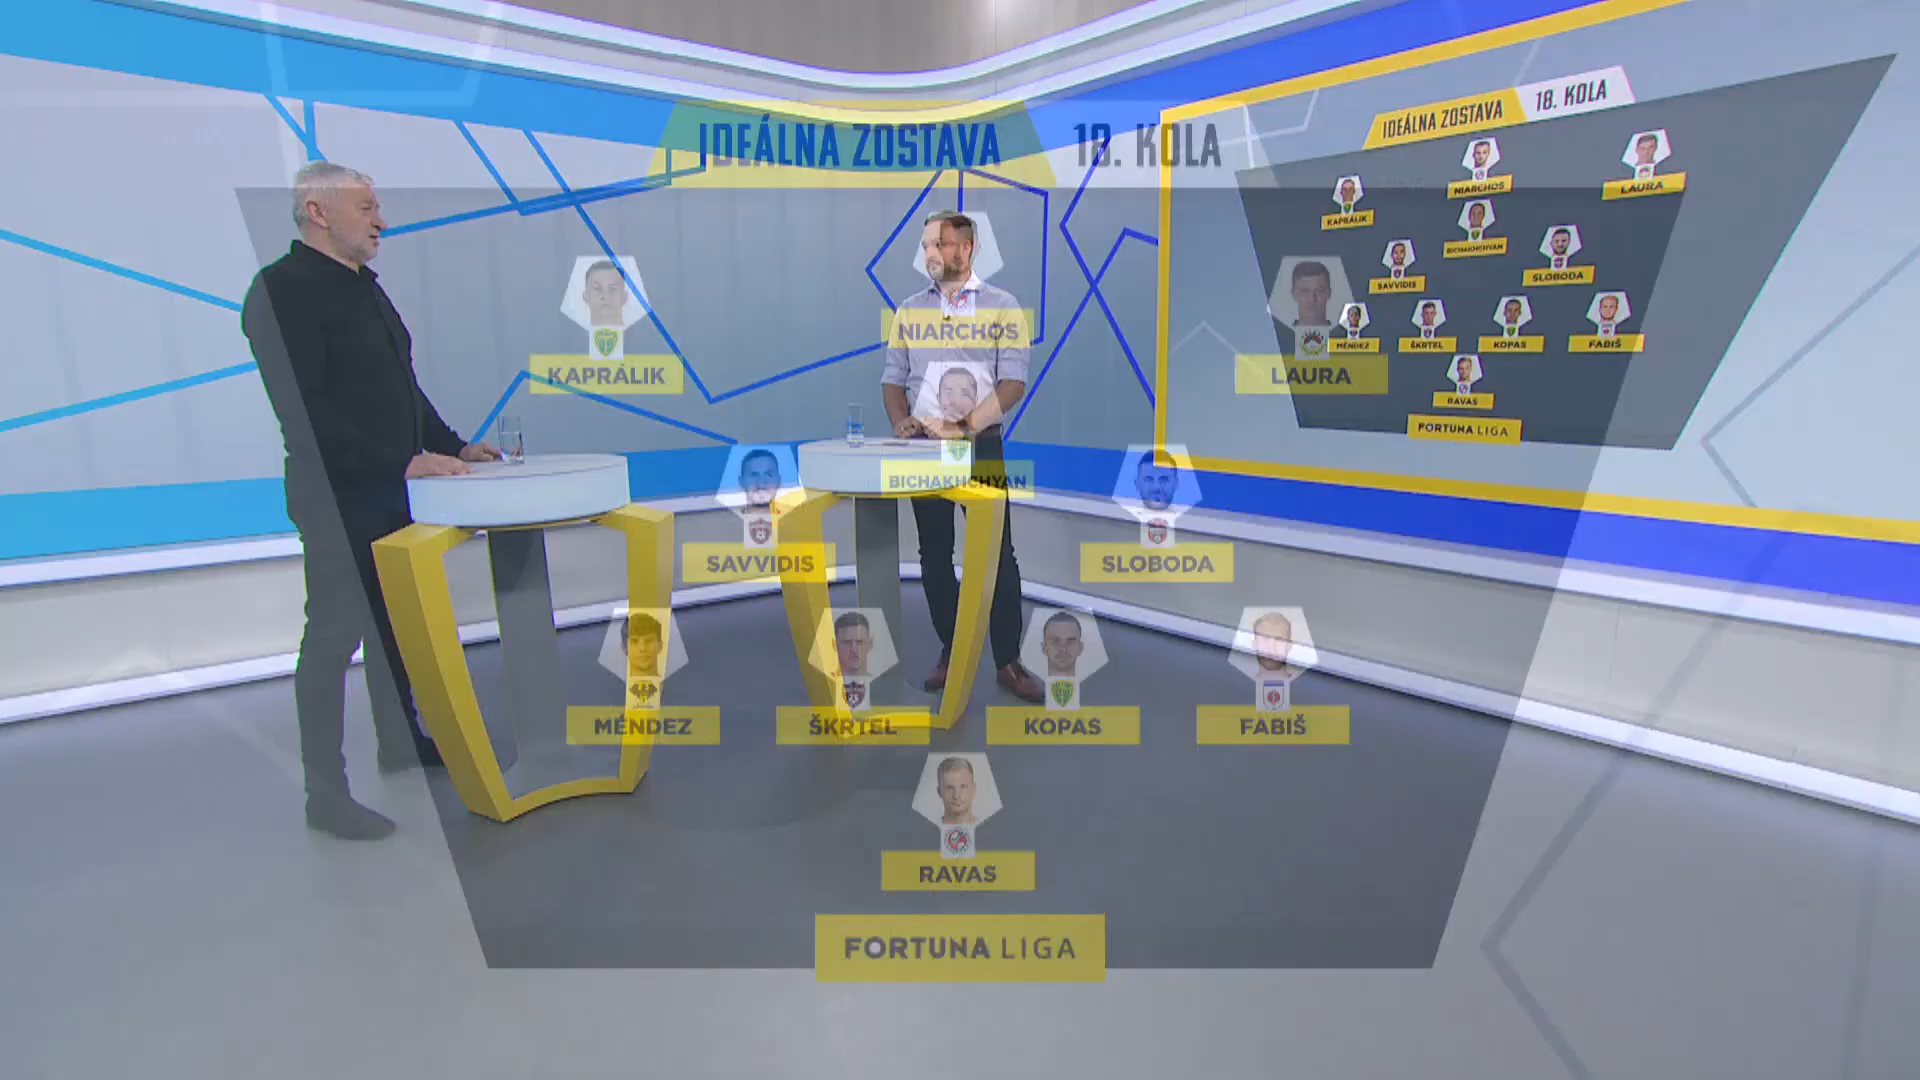 IDEÁLNA ZOSTAVA 18. KOLA
NIARCHOS
KAPRÁLIK
LAURA
BICHAKHCHYAN
SAVVIDIS
SLOBODA
MÉNDEZ
ŠKRTEL
KOPAS
FABIŠ
RAVAS
FORTUNA LIGA
IDEÁLNA ZOSTAVA 18. KOLA
NIARCHOS
LAURA
KAPRÁLIK
BICHAKHCHYAN
SAVVIDIS
SLOBODA
MÉNDEZ
ŠKRTEL
KOPAS
FABIŠ
RAVAS
FORTUNA LIGA